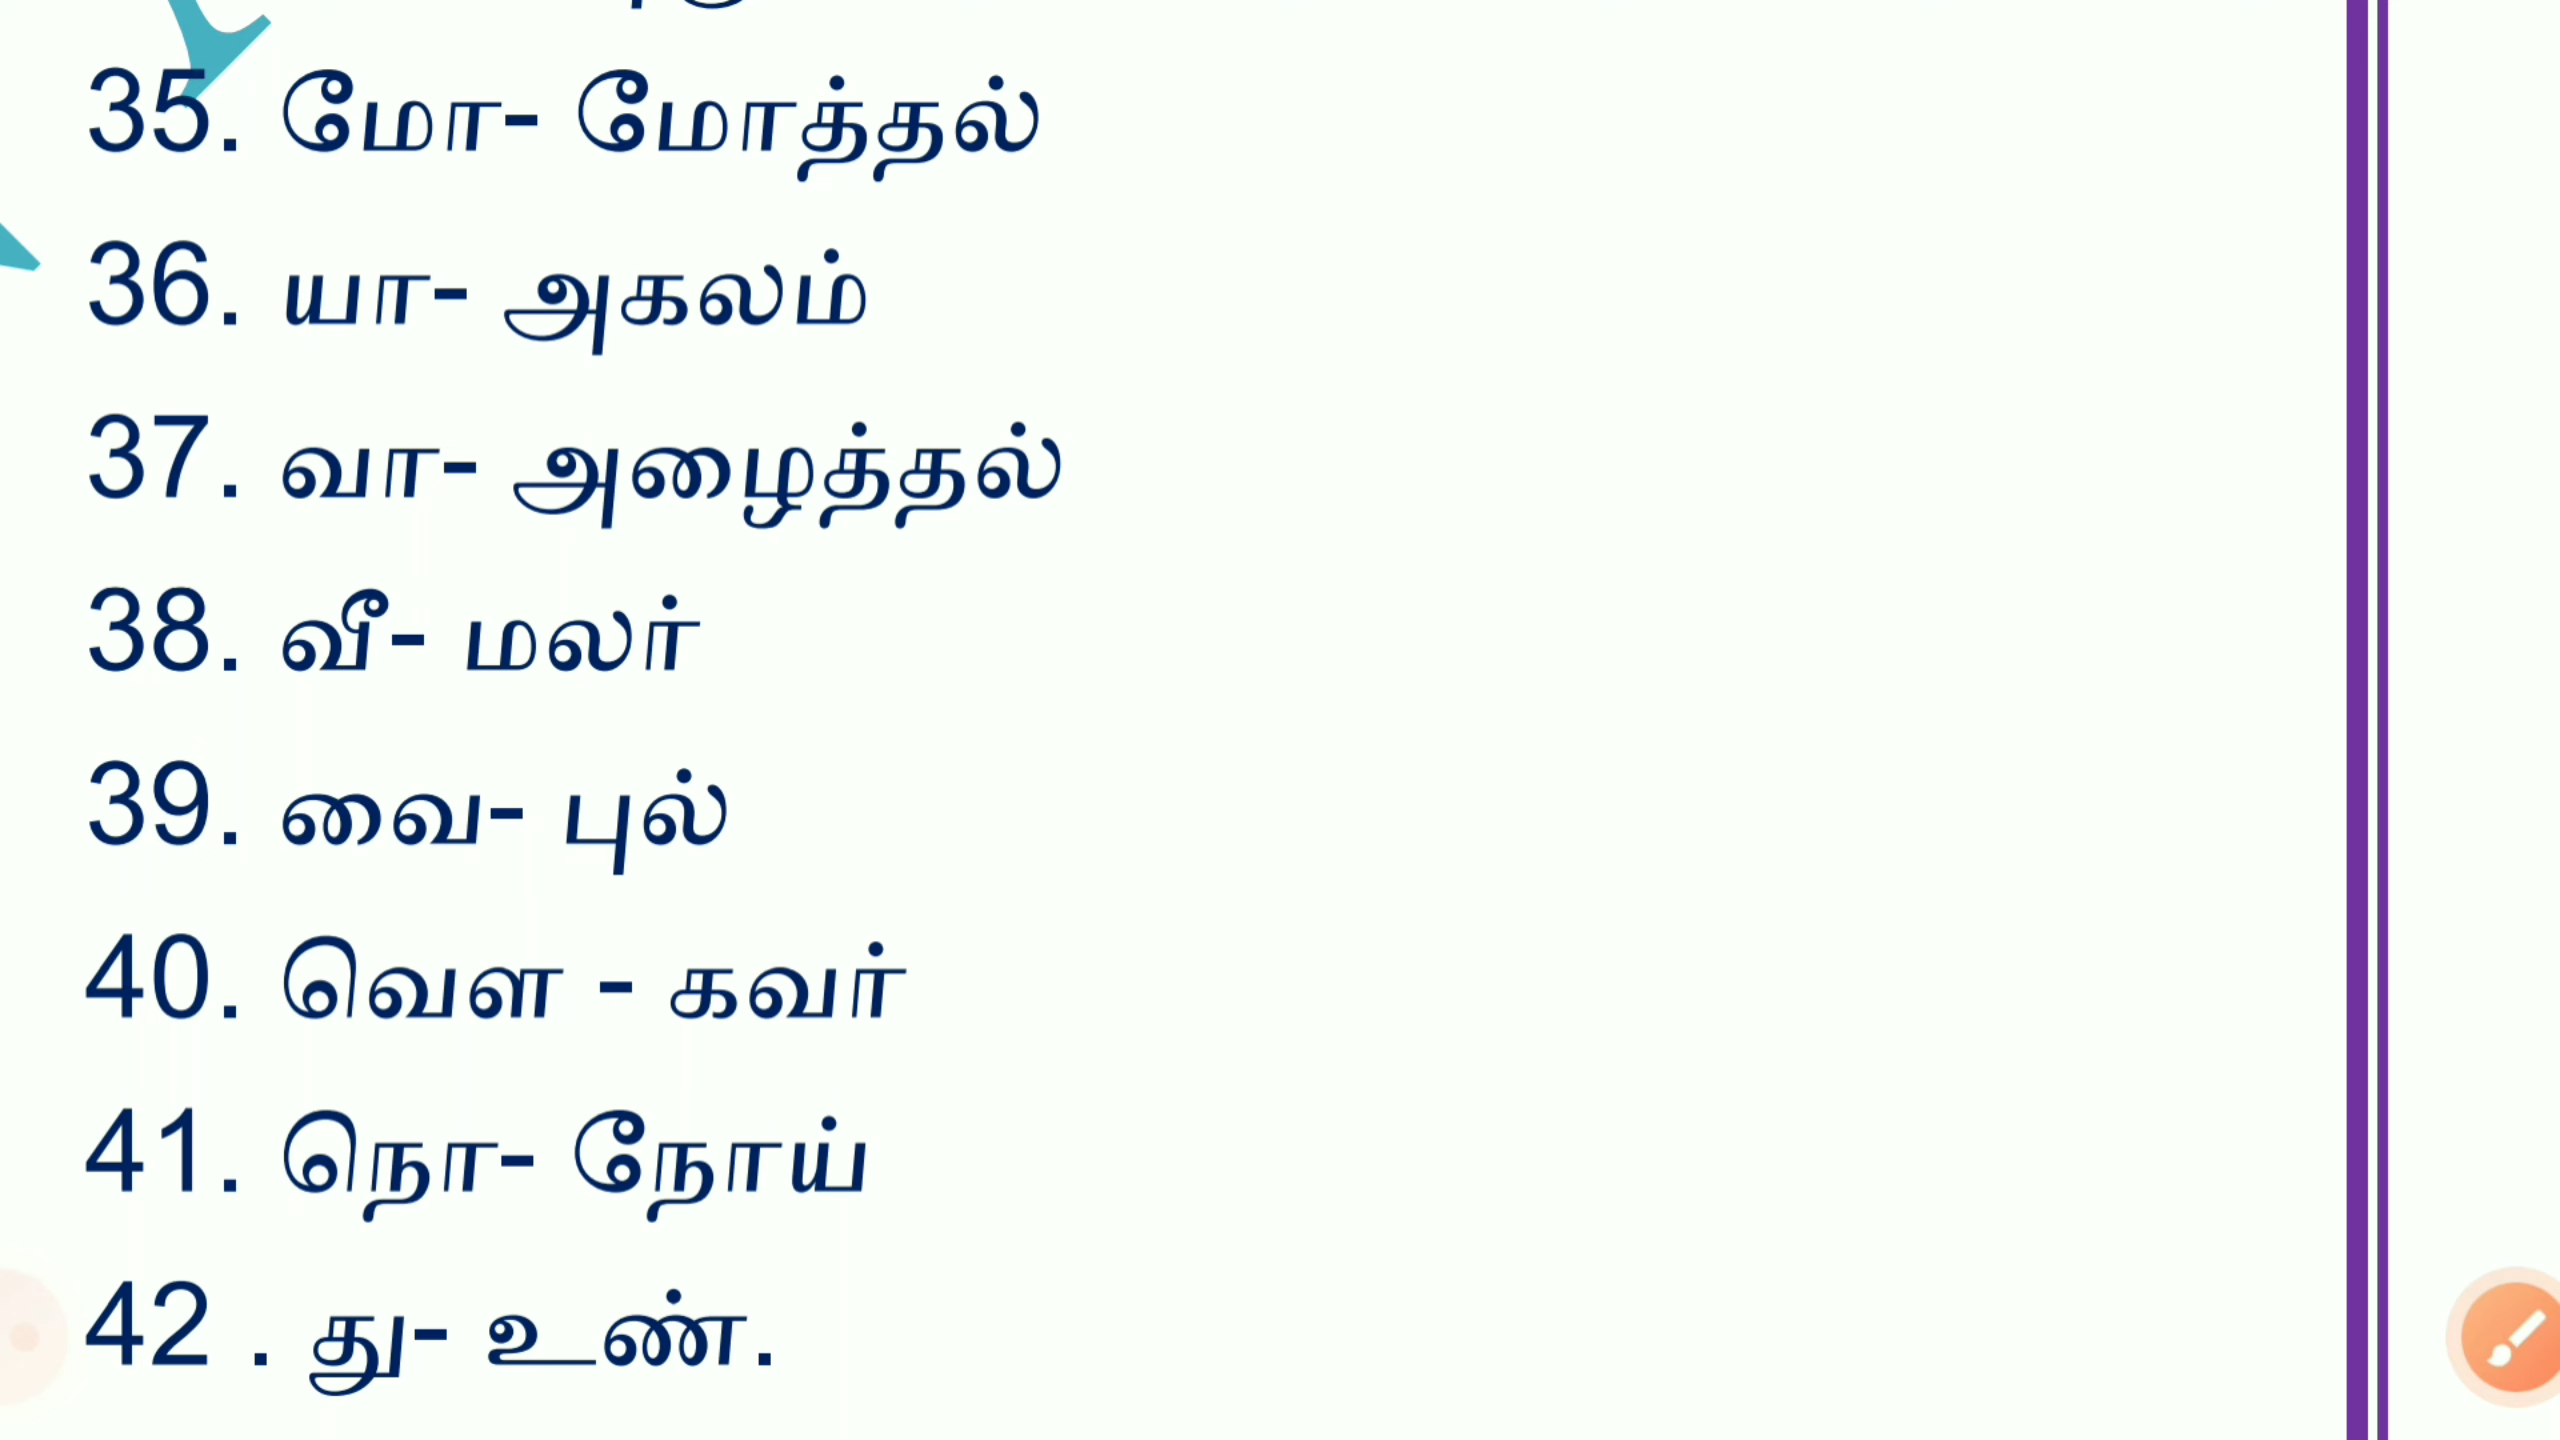 35. மோ- மோத்தல்
36. யா- அகலம்
37. வா- அழைத்தல்
38. வீ- மலர்
39. வை- புல்
40. வௌ - கவர்
41. நொ- நோய்
42 . து- உண்.